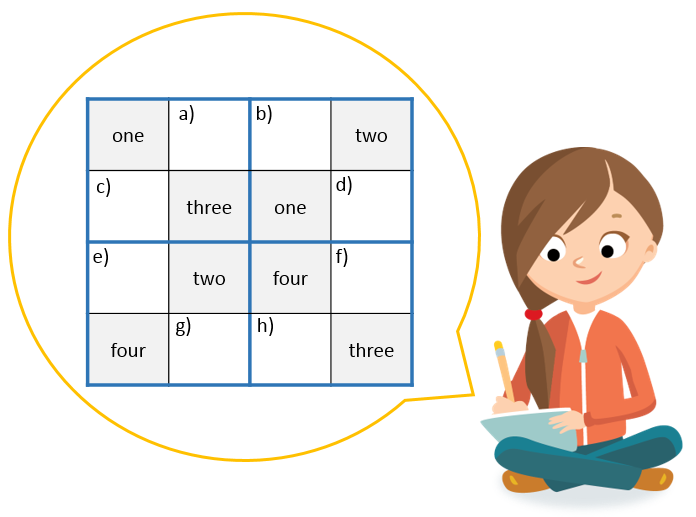 one a) b) two
c) three one d)
e) two four f)
four g) h) three